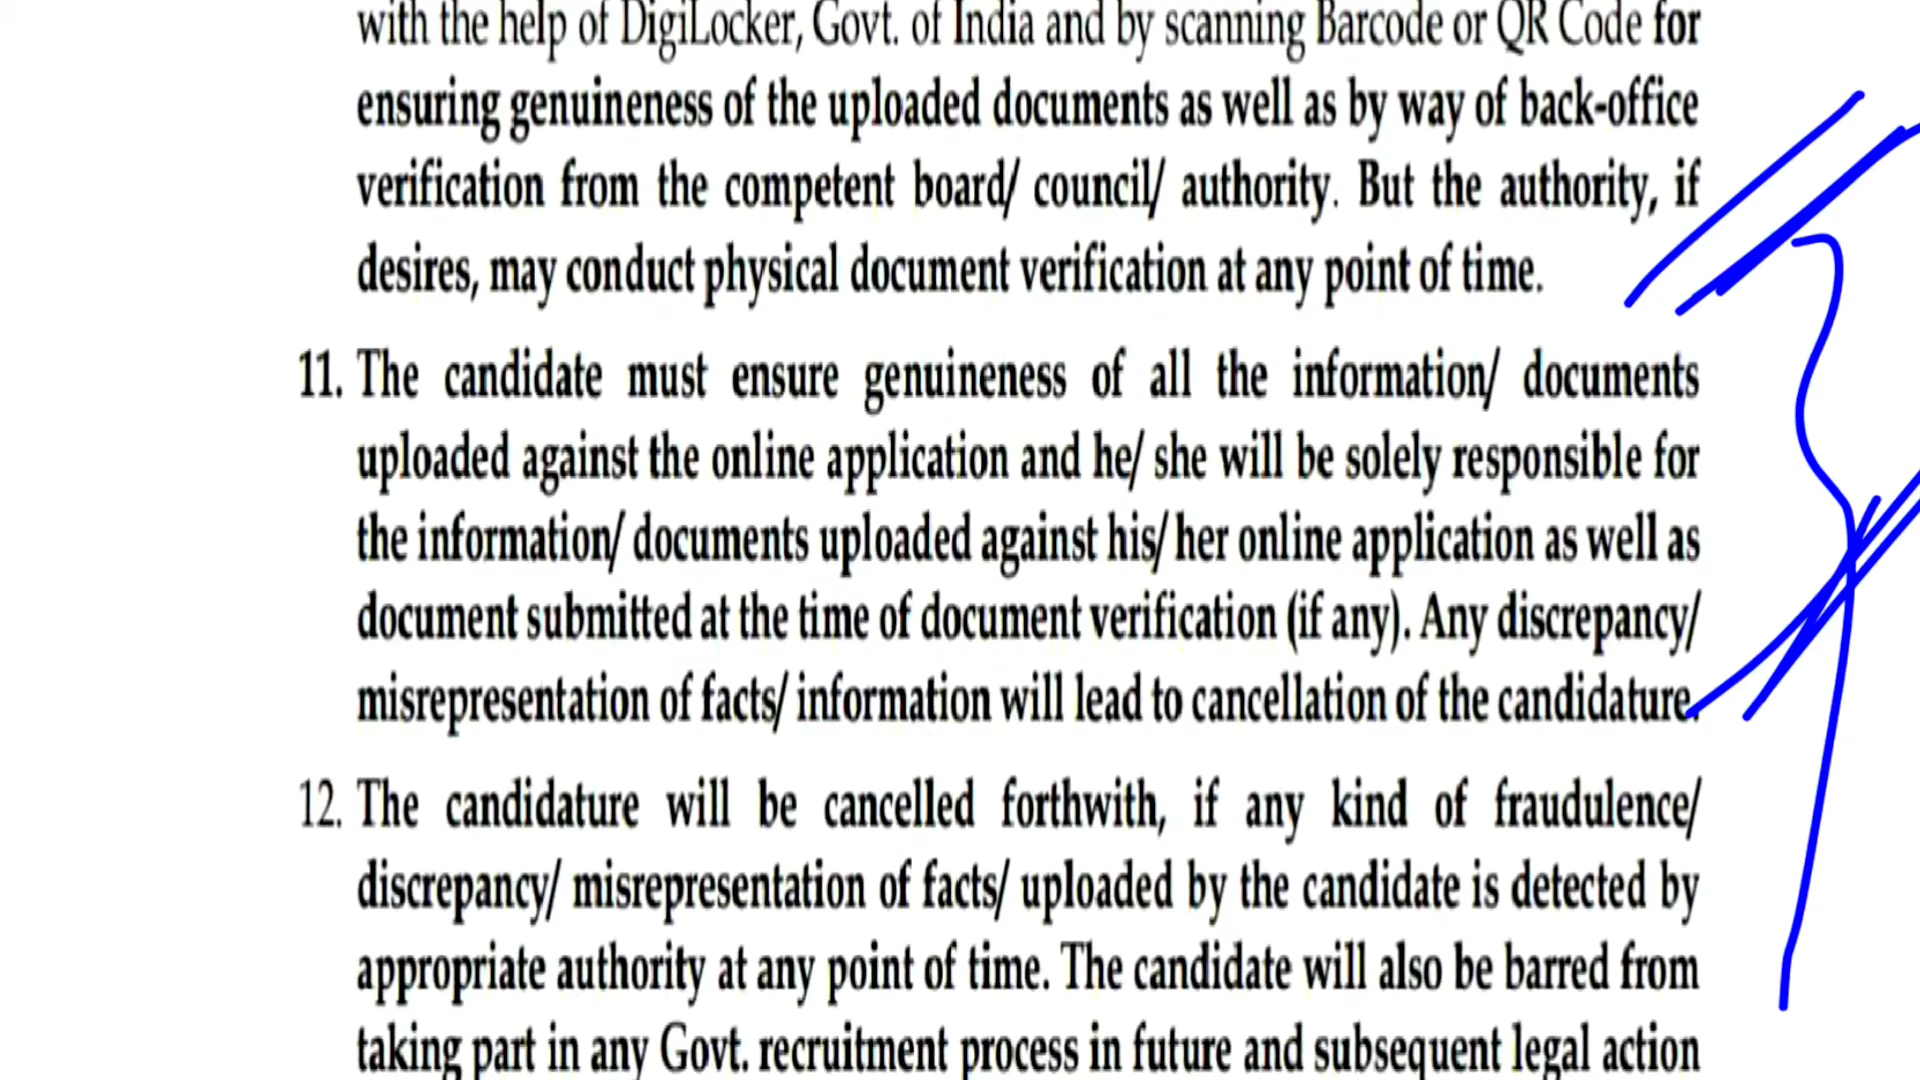 with the help of DigiLocker, Govt. of India and by scanning Barcode or QR Code for
ensuring genuineness of the uploaded documents as well as by way of back-office
verification from the competent board/ council/ authority. But the authority, if
desires, may conduct physical document verification at any point of time.
11. The candidate must ensure genuineness of all the information/ documents
uploaded against the online application and he/ she will be solely responsible for
the information/ documents uploaded against his/ her online application as well as
document submitted at the time of document verification (if any). Any discrepancy/
misrepresentation of facts/ information will lead to cancellation of the candidature.
12. The candidature will be cancelled forthwith, if any kind of fraudulence/
discrepancy/ misrepresentation of facts/ uploaded by the candidate is detected by
appropriate authority at any point of time. The candidate will also be barred from
taking part in any Govt. recruitment process in future and subsequent legal action